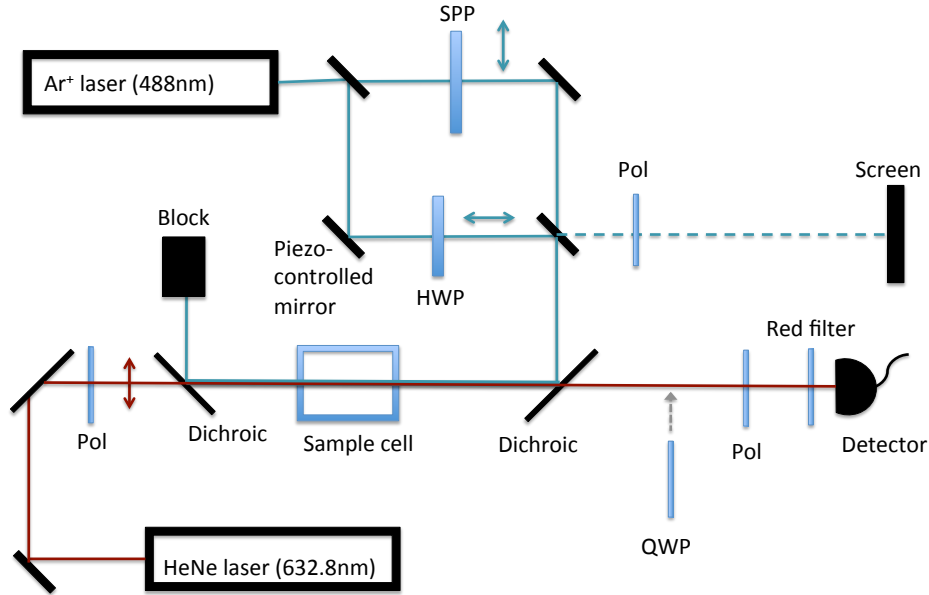 SPP
Ar⁺ laser (488nm)
Pol
Screen
Block
Piezo-
controlled
mirror
HWP
Red filter
Pol
Dichroic
Sample cell
Dichroic
Pol
Detector
QWP
HeNe laser (632.8nm)